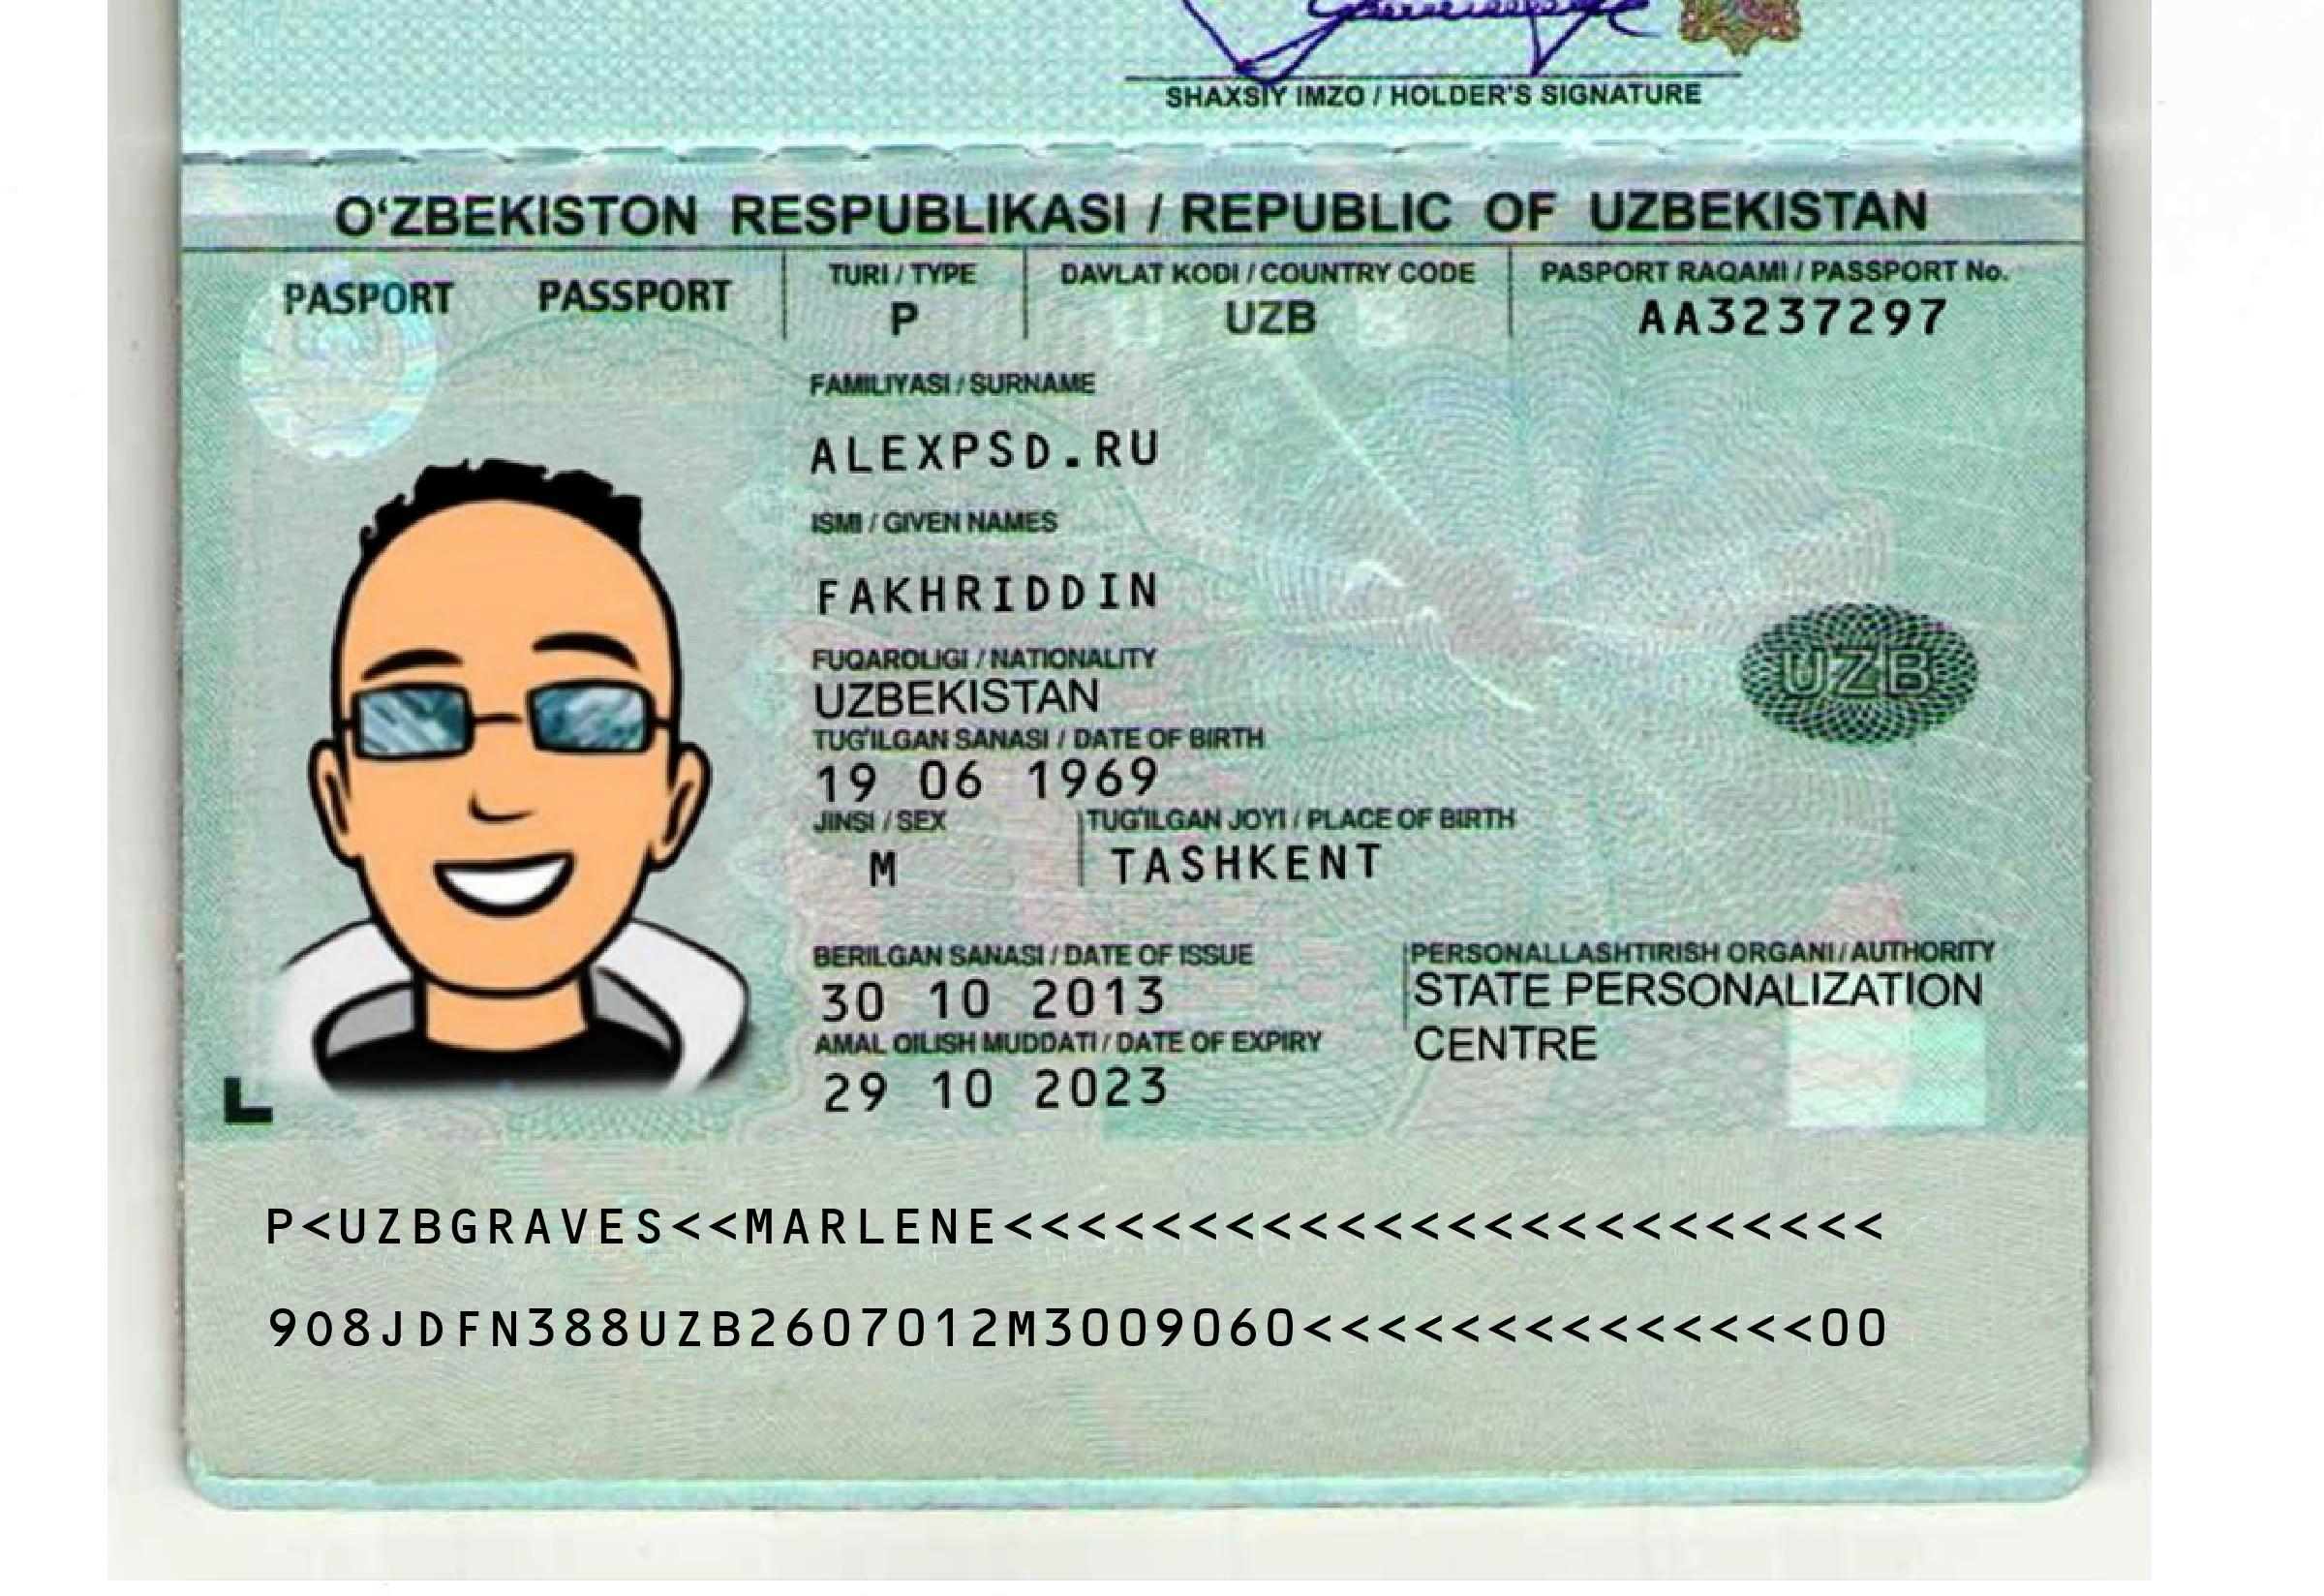 SHAXSIY IMZO / HOLDER'S SIGNATURE
O‘ZBEKISTON RESPUBLIKASI / REPUBLIC OF UZBEKISTAN
PASPORT PASSPORT
TURI / TYPE
P
DAVLAT KODI / COUNTRY CODE
UZB
PASPORT RAQAMI / PASSPORT No.
AA3237297
FAMILIYASI / SURNAME
ALEXPSD.RU
ISMI / GIVEN NAMES
FAKHRIDDIN
FUQAROLIGI / NATIONALITY
UZBEKISTAN
TUG'ILGAN SANASI / DATE OF BIRTH
19 06 1969
JINSI / SEX
M
TUG'ILGAN JOYI / PLACE OF BIRTH
TASHKENT
UZB
BERILGAN SANASI / DATE OF ISSUE
30 10 2013
AMAL QILISH MUDDATI / DATE OF EXPIRY
29 10 2023
PERSONALLASHTIRISH ORGANI / AUTHORITY
STATE PERSONALIZATION
CENTRE
P<UZBGRAVES<<MARLENE<<<<<<<<<<<<<<<<<<<<<<<<
908JDFN388UZB2607012M3009060<<<<<<<<<<<<<<00